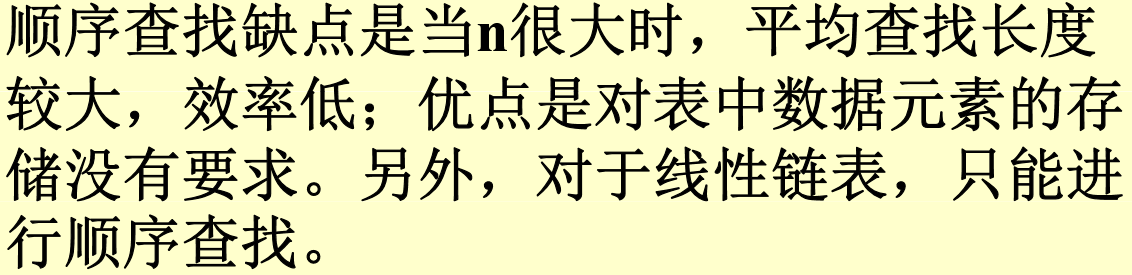 顺序查找缺点是当n很大时，平均查找长度
较大，效率低；优点是对表中数据元素的存
储没有要求。另外，对于线性链表，只能进
行顺序查找。